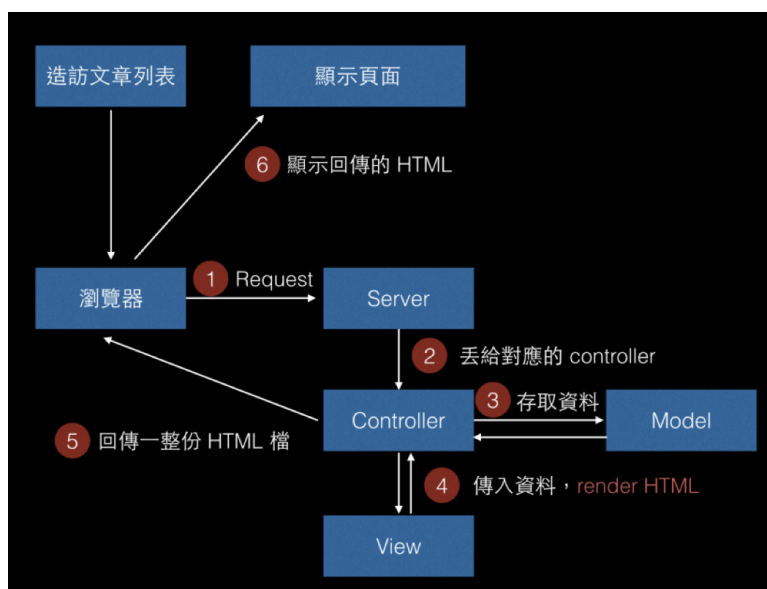 造訪文章列表
顯示頁面
6 顯示回傳的 HTML
1 Request
瀏覽器
Server
2 丟給對應的 controller
3 存取資料
Controller
Model
5 回傳一整份 HTML 檔
4 傳入資料，render HTML
View